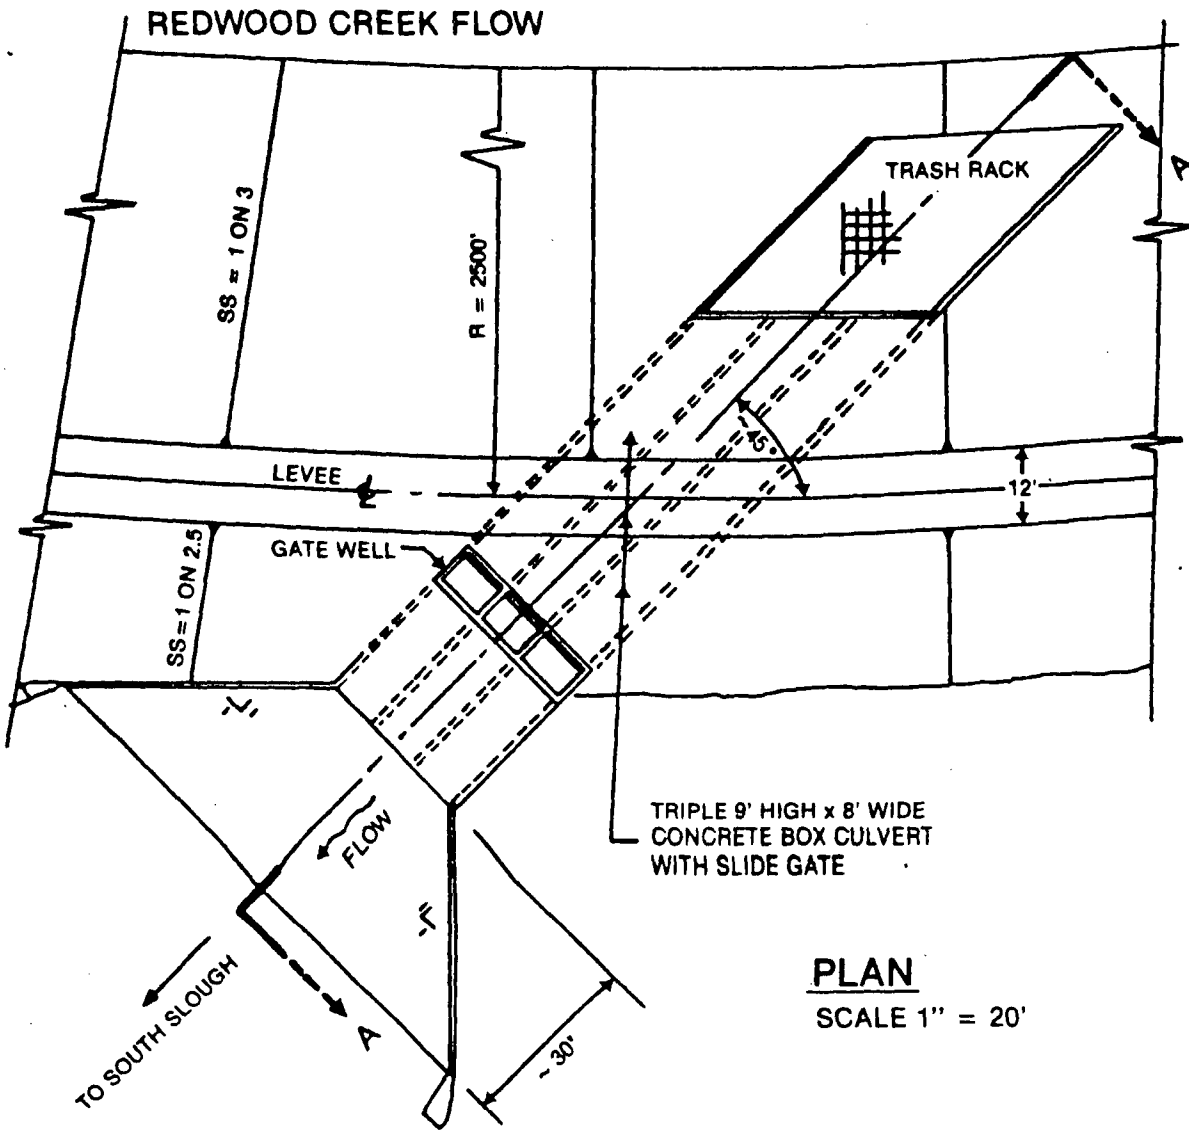 REDWOOD CREEK FLOW
TRASH RACK
A
SS = 1 ON 3
R = 2500'
~45°
LEVEE
℄
12'
GATE WELL
SS = 1 ON 2.5
TRIPLE 9' HIGH x 8' WIDE
CONCRETE BOX CULVERT
WITH SLIDE GATE
FLOW
TO SOUTH SLOUGH
A
~ 30'
PLAN
SCALE 1" = 20'